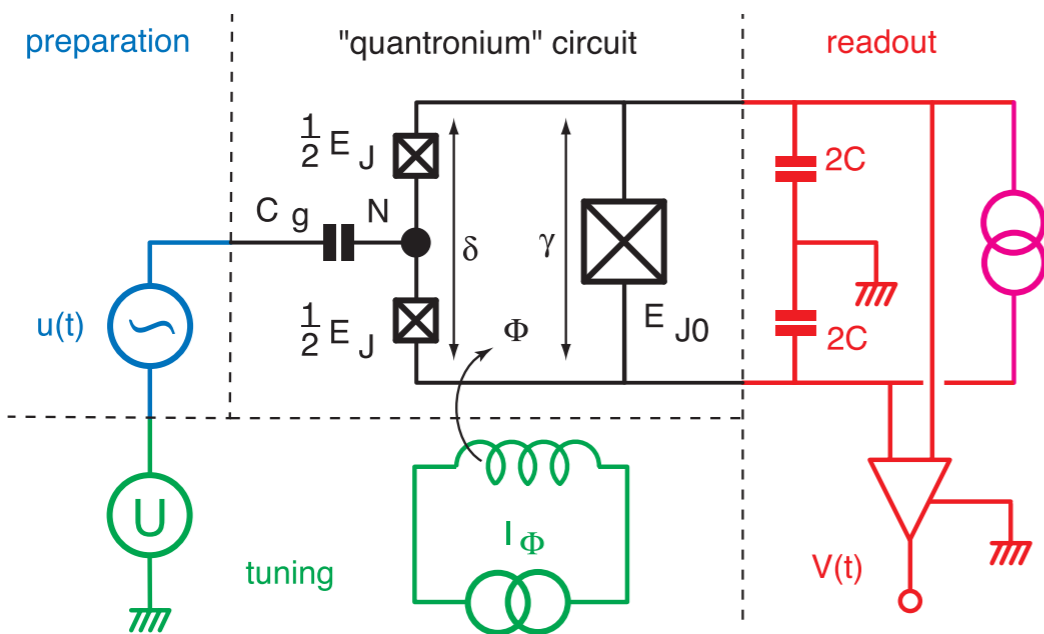 preparation
"quantronium" circuit
readout
½ E J
2C
C g
N
δ
γ
u(t)
½ E J
Φ
E J0
2C
U
I Φ
tuning
V(t)